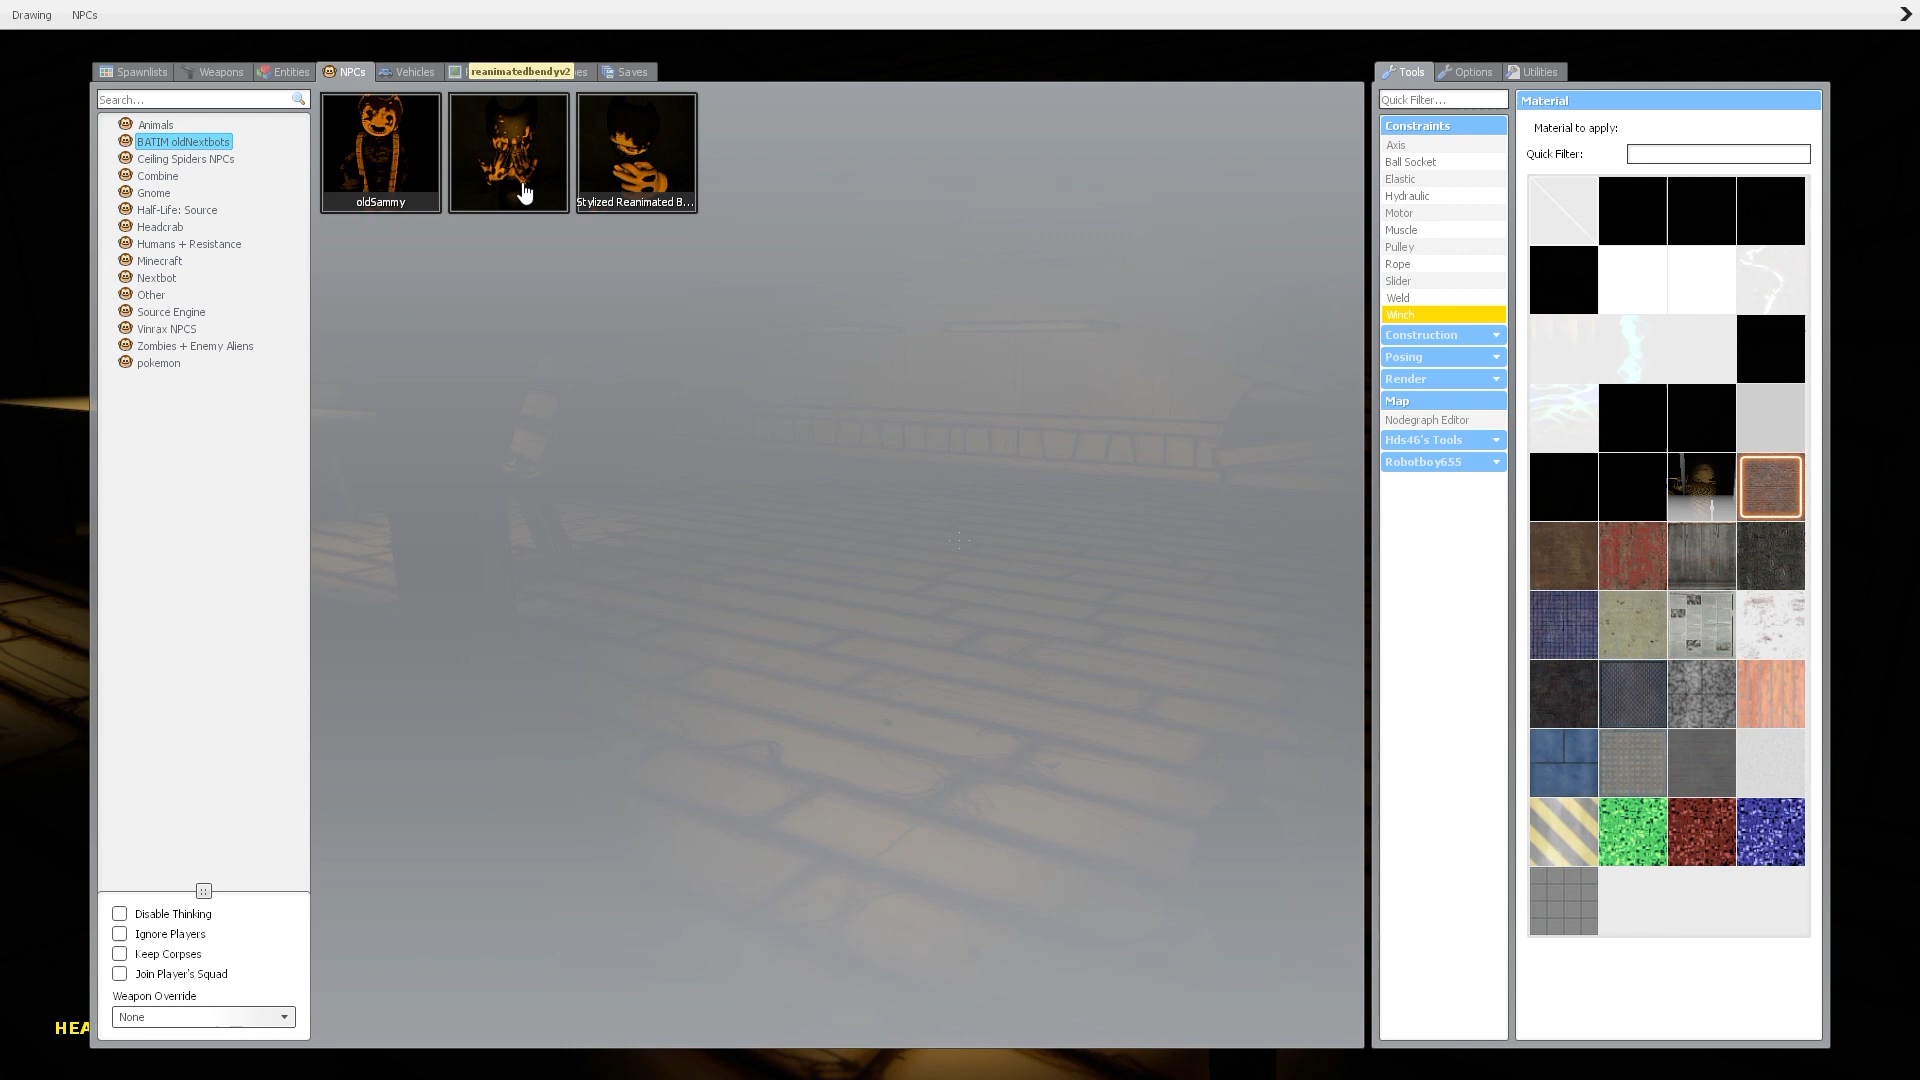 Drawing NPCs
Spawnlists Weapons Entities NPCs Vehicles reanimatedbendyv2 Saves
Search...
Animals
BATIM oldNextbots
Ceiling Spiders NPCs
Combine
Gnome
Half-Life: Source
Headcrab
Humans + Resistance
Minecraft
Nextbot
Other
Source Engine
Vinrax NPCS
Zombies + Enemy Aliens
pokemon
oldSammy
Stylized Reanimated B...
Disable Thinking
Ignore Players
Keep Corpses
Join Player's Squad
Weapon Override
None
HEA
Tools Options Utilities
Quick Filter...
Constraints
Axis
Ball Socket
Elastic
Hydraulic
Motor
Muscle
Pulley
Rope
Slider
Weld
Winch
Construction
Posing
Render
Map
Nodegraph Editor
Hds46's Tools
Robotboy655
Material
Material to apply:
Quick Filter: